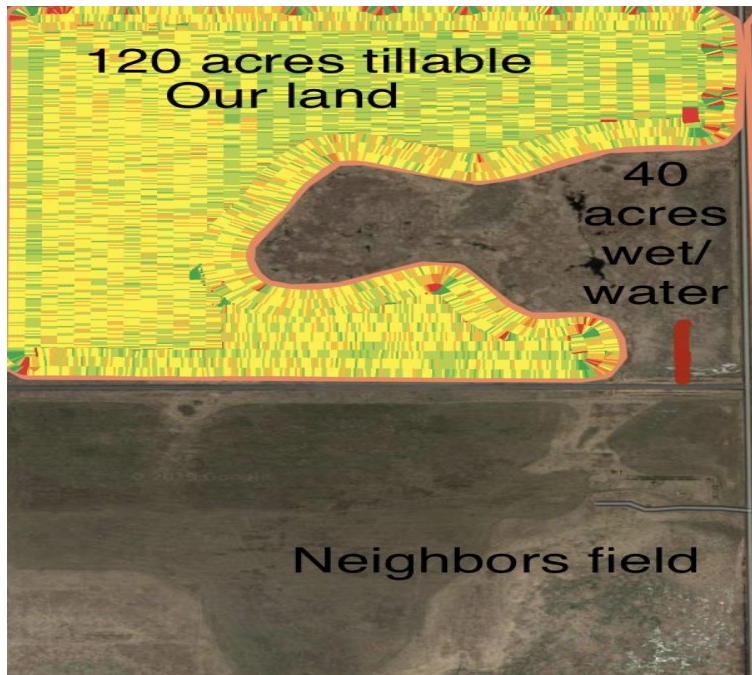 120 acres tillable
Our land
40
acres
wet/
water
Neighbors field